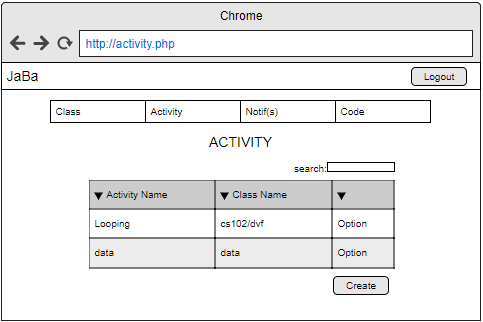 Chrome
http://activity.php
JaBa Logout
Class Activity Notif(s) Code
ACTIVITY
search:
Activity Name Class Name
Looping cs102/dvf Option
data data Option
Create